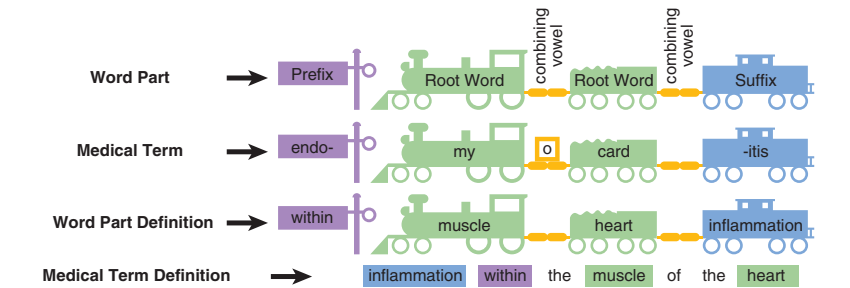 combining vowel combining vowel
Word Part Prefix Root Word Root Word Suffix
Medical Term endo- my o card -itis
Word Part Definition within muscle heart inflammation
Medical Term Definition inflammation within the muscle of the heart